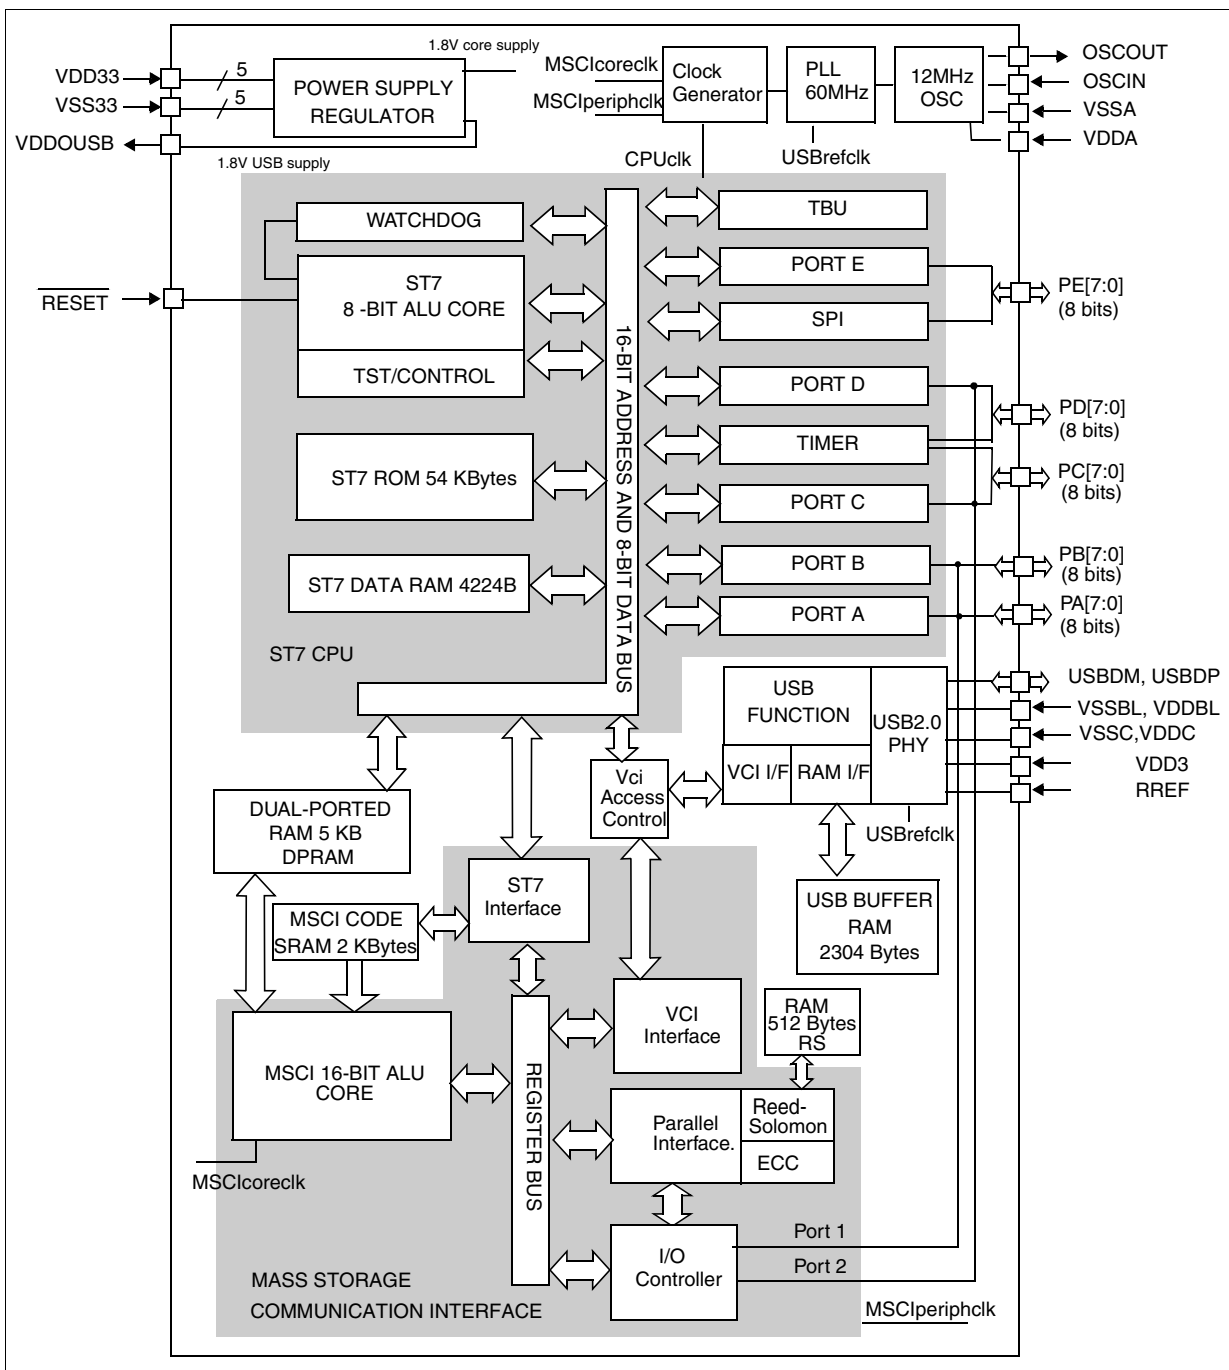 1.8V core supply
VDD33
5
VSS33
5
VDDOUSB
POWER SUPPLY
REGULATOR
1.8V USB supply
MSCIcoreclk
MSCIperiphclk
Clock
Generator
CPUclk
PLL
60MHz
USBrefclk
12MHz
OSC
OSCOUT
OSCIN
VSSA
VDDA
WATCHDOG
ST7
8 -BIT ALU CORE
TST/CONTROL
RESET
ST7 ROM 54 KBytes
ST7 DATA RAM 4224B
ST7 CPU
16-BIT ADDRESS AND 8-BIT DATA BUS
TBU
PORT E
SPI
PORT D
TIMER
PORT C
PORT B
PORT A
PE[7:0]
(8 bits)
PD[7:0]
(8 bits)
PC[7:0]
(8 bits)
PB[7:0]
(8 bits)
PA[7:0]
(8 bits)
USB
FUNCTION
VCI I/F
RAM I/F
USB2.0
PHY
USBrefclk
USBDM, USBDP
VSSBL, VDDBL
VSSC,VDDC
VDD3
RREF
Vci
Access
Control
DUAL-PORTED
RAM 5 KB
DPRAM
ST7
Interface
MSCI CODE
SRAM 2 KBytes
USB BUFFER
RAM
2304 Bytes
MSCI 16-BIT ALU
CORE
MSCIcoreclk
REGISTER BUS
VCI
Interface
RAM
512 Bytes
RS
Parallel
Interface.
Reed-
Solomon
ECC
I/O
Controller
Port 1
Port 2
MASS STORAGE
COMMUNICATION INTERFACE
MSCIperiphclk